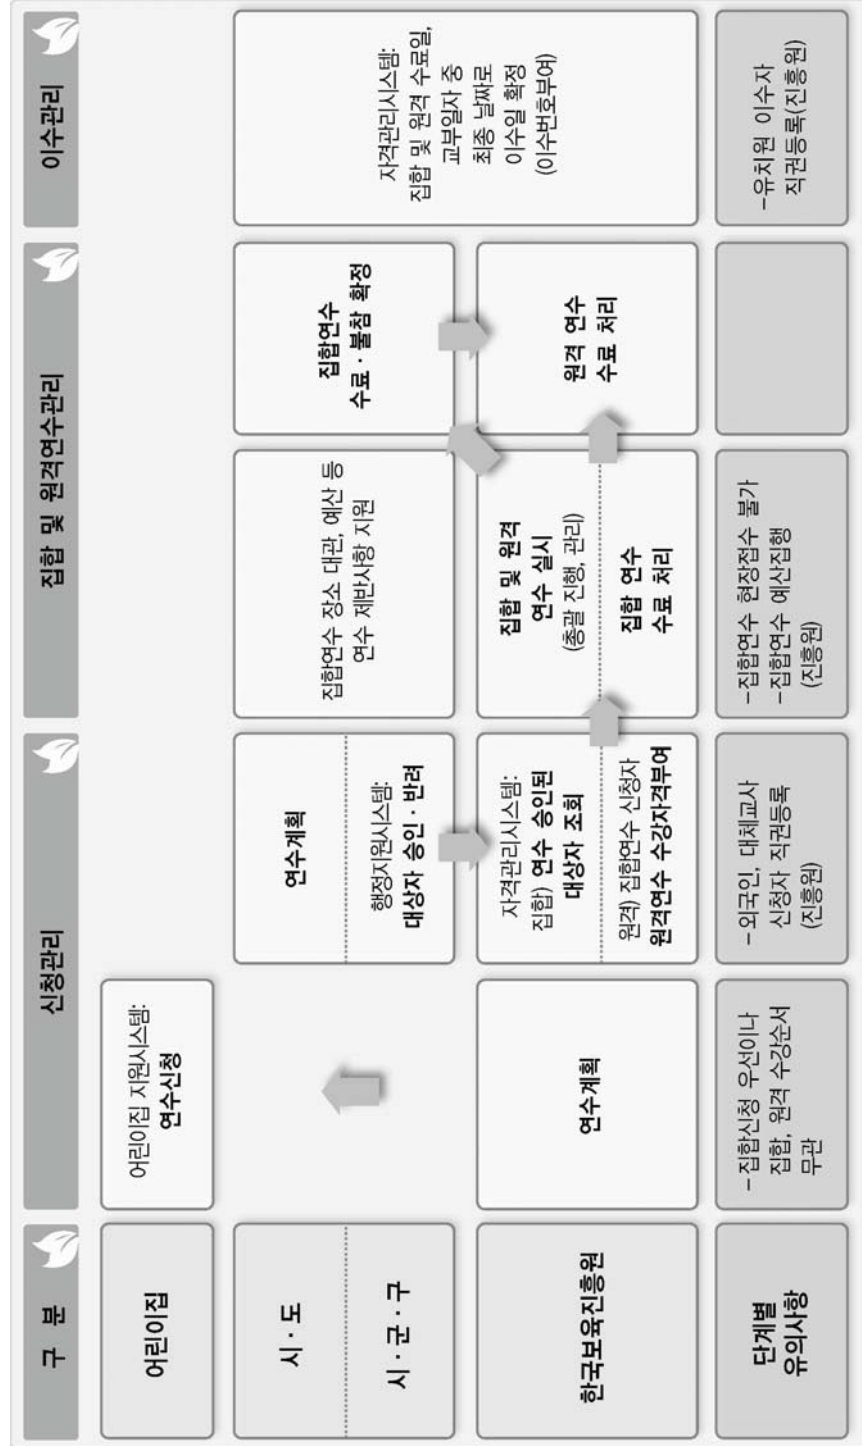 구 분
신청관리
집합 및 원격연수관리
이수관리
어린이집
어린이집 지원시스템:
연수신청
시·도
시·군·구
연수계획
행정지원시스템:
대상자 승인·반려
집합연수 장소 대관, 예산 등
연수 제반사항 지원
집합연수
수료·불참 확정
자격관리시스템:
집합 및 원격 수료일,
교부일자 중
최종 날짜로
이수일 확정
(이수번호부여)
한국보육진흥원
연수계획
자격관리시스템:
집합) 연수 승인된
대상자 조회
원격) 집합연수 신청자
원격연수 수강자격부여
집합 및 원격
연수 실시
(총괄 진행, 관리)
집합 연수
수료 처리
원격 연수
수료 처리
단계별
유의사항
-집합신청 우선이나
집합, 원격 수강순서
무관
-외국인, 대체교사
신청자 직권등록
(진흥원)
-집합연수 현장접수 불가
-집합연수 예산집행
(진흥원)
-유치원 이수자
직권등록(진흥원)